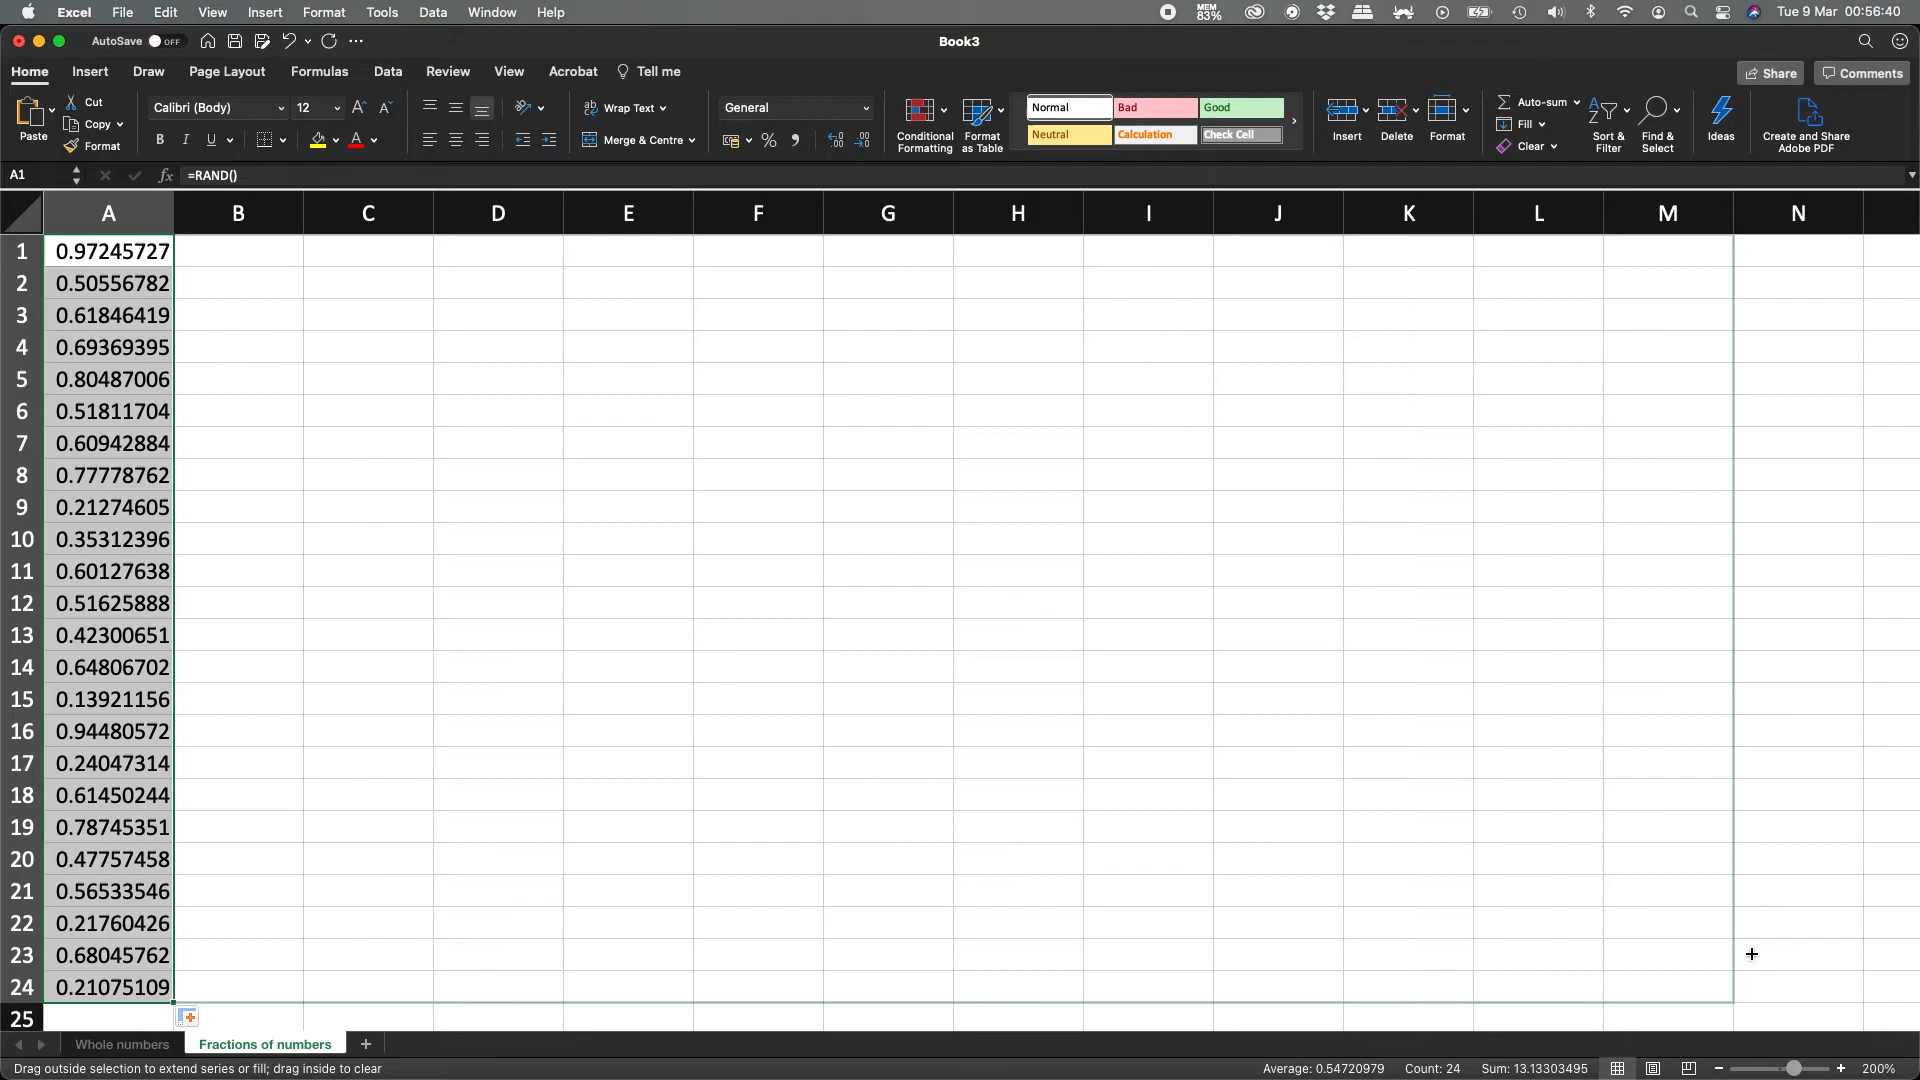 Excel File Edit View Insert Format Tools Data Window Help MEM 83% Tue 9 Mar 00:56:40
AutoSave OFF Book3
Home Insert Draw Page Layout Formulas Data Review View Acrobat Tell me Share Comments
Paste Cut Copy Format
Calibri (Body) 12
B I U
Wrap Text
Merge & Centre
General
Conditional Formatting
Format as Table
Normal Bad Good
Neutral Calculation Check Cell
Insert Delete Format
Auto-sum
Fill
Clear
Sort & Filter
Find & Select
Ideas
Create and Share Adobe PDF
A1 fx =RAND()
A B C D E F G H I J K L M N
1 0.97245727
2 0.50556782
3 0.61846419
4 0.69369395
5 0.80487006
6 0.51811704
7 0.60942884
8 0.77778762
9 0.21274605
10 0.35312396
11 0.60127638
12 0.51625888
13 0.42300651
14 0.64806702
15 0.13921156
16 0.94480572
17 0.24047314
18 0.61450244
19 0.78745351
20 0.47757458
21 0.56533546
22 0.21760426
23 0.68045762
24 0.21075109
25
Whole numbers Fractions of numbers
Drag outside selection to extend series or fill; drag inside to clear Average: 0.54720979 Count: 24 Sum: 13.13303495 200%